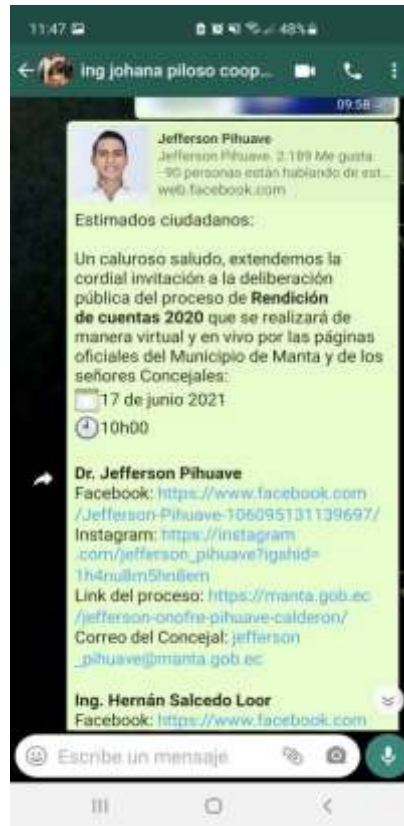 11:47
48%
ing johana piloso coop...
09:58
Jefferson Pihuave
Jefferson Pihuave. 2.189 Me gusta
·90 personas están hablando de est...
web.facebook.com
Estimados ciudadanos:
Un caluroso saludo, extendemos la
cordial invitación a la deliberación
pública del proceso de Rendición
de cuentas 2020 que se realizará de
manera virtual y en vivo por las páginas
oficiales del Municipio de Manta y de los
señores Concejales:
17 de junio 2021
10h00
Dr. Jefferson Pihuave
Facebook: https://www.facebook.com
/Jefferson-Pihuave-106095131139697/
Instagram: https://instagram
.com/jefferson_pihuave?igshid=
Link del proceso: https://manta.gob.ec
/jefferson-onofre-pihuave-calderon/
Correo del Concejal: jefferson
_pihuave@manta.gob.ec
Ing. Hernán Salcedo Loor
Facebook: https://www.facebook.com
Escribe un mensaje